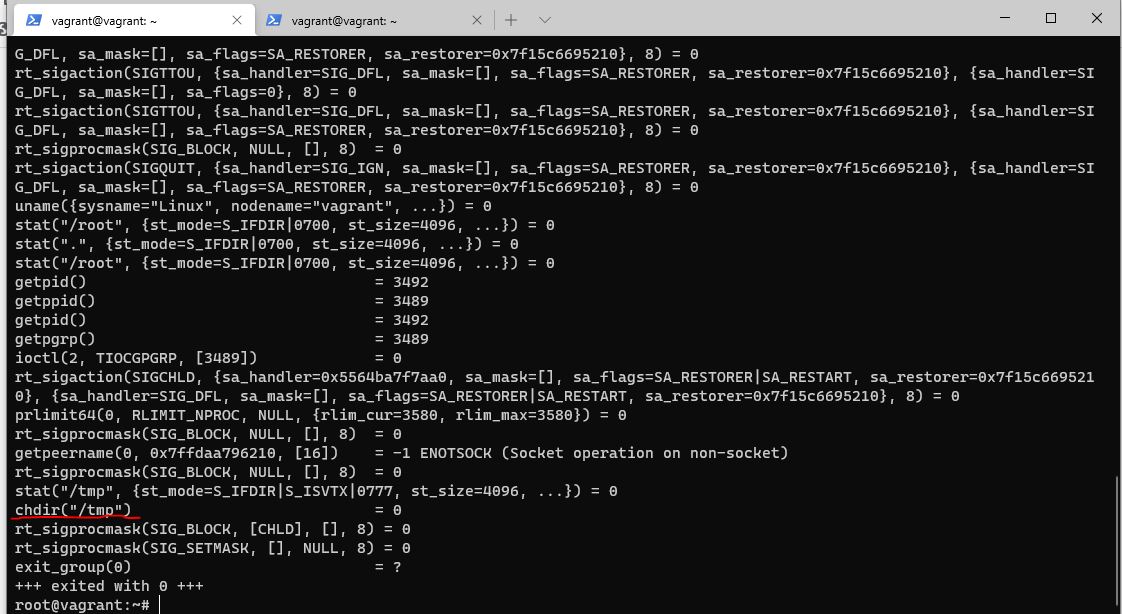 vagrant@vagrant: ~
vagrant@vagrant: ~
G_DFL, sa_mask=[], sa_flags=SA_RESTORER, sa_restorer=0x7f15c6695210}, 8) = 0
rt_sigaction(SIGTTOU, {sa_handler=SIG_DFL, sa_mask=[], sa_flags=SA_RESTORER, sa_restorer=0x7f15c6695210}, {sa_handler=SI
G_DFL, sa_mask=[], sa_flags=0}, 8) = 0
rt_sigaction(SIGTTOU, {sa_handler=SIG_DFL, sa_mask=[], sa_flags=SA_RESTORER, sa_restorer=0x7f15c6695210}, {sa_handler=SI
G_DFL, sa_mask=[], sa_flags=SA_RESTORER, sa_restorer=0x7f15c6695210}, 8) = 0
rt_sigprocmask(SIG_BLOCK, NULL, [], 8)  = 0
rt_sigaction(SIGQUIT, {sa_handler=SIG_IGN, sa_mask=[], sa_flags=SA_RESTORER, sa_restorer=0x7f15c6695210}, {sa_handler=SI
G_DFL, sa_mask=[], sa_flags=SA_RESTORER, sa_restorer=0x7f15c6695210}, 8) = 0
uname({sysname="Linux", nodename="vagrant", ...}) = 0
stat("/root", {st_mode=S_IFDIR|0700, st_size=4096, ...}) = 0
stat(".", {st_mode=S_IFDIR|0700, st_size=4096, ...}) = 0
stat("/root", {st_mode=S_IFDIR|0700, st_size=4096, ...}) = 0
getpid()                                = 3492
getppid()                               = 3489
getpid()                                = 3492
getpgrp()                               = 3489
ioctl(2, TIOCGPGRP, [3489])             = 0
rt_sigaction(SIGCHLD, {sa_handler=0x5564ba7f7aa0, sa_mask=[], sa_flags=SA_RESTORER|SA_RESTART, sa_restorer=0x7f15c669521
0}, {sa_handler=SIG_DFL, sa_mask=[], sa_flags=SA_RESTORER|SA_RESTART, sa_restorer=0x7f15c6695210}, 8) = 0
prlimit64(0, RLIMIT_NPROC, NULL, {rlim_cur=3580, rlim_max=3580}) = 0
rt_sigprocmask(SIG_BLOCK, NULL, [], 8)  = 0
getpeername(0, 0x7ffdaa796210, [16])    = -1 ENOTSOCK (Socket operation on non-socket)
rt_sigprocmask(SIG_BLOCK, NULL, [], 8)  = 0
stat("/tmp", {st_mode=S_IFDIR|S_ISVTX|0777, st_size=4096, ...}) = 0
chdir("/tmp")                           = 0
rt_sigprocmask(SIG_BLOCK, [CHLD], [], 8) = 0
rt_sigprocmask(SIG_SETMASK, [], NULL, 8) = 0
exit_group(0)                           = ?
+++ exited with 0 +++
root@vagrant:~#